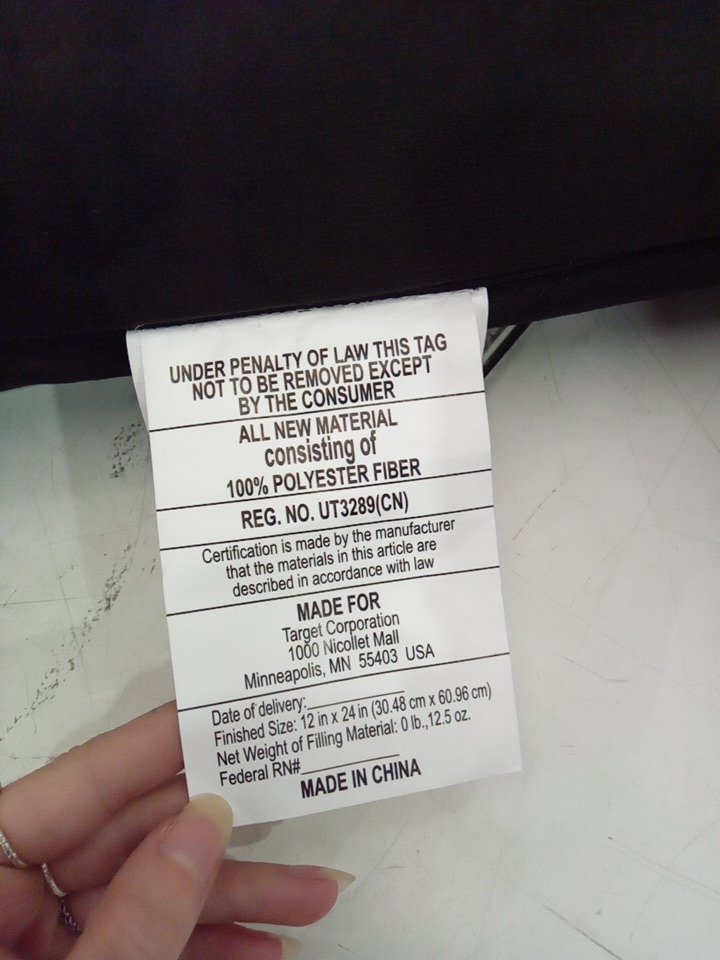 UNDER PENALTY OF LAW THIS TAG
NOT TO BE REMOVED EXCEPT
BY THE CONSUMER
ALL NEW MATERIAL
consisting of
100% POLYESTER FIBER
REG. NO. UT3289(CN)
Certification is made by the manufacturer
that the materials in this article are
described in accordance with law
MADE FOR
Target Corporation
1000 Nicollet Mall
Minneapolis, MN 55403 USA
Date of delivery:
Finished Size: 12 in x 24 in (30.48 cm x 60.96 cm)
Net Weight of Filling Material: 0 lb., 12.5 oz.
Federal RN#
MADE IN CHINA